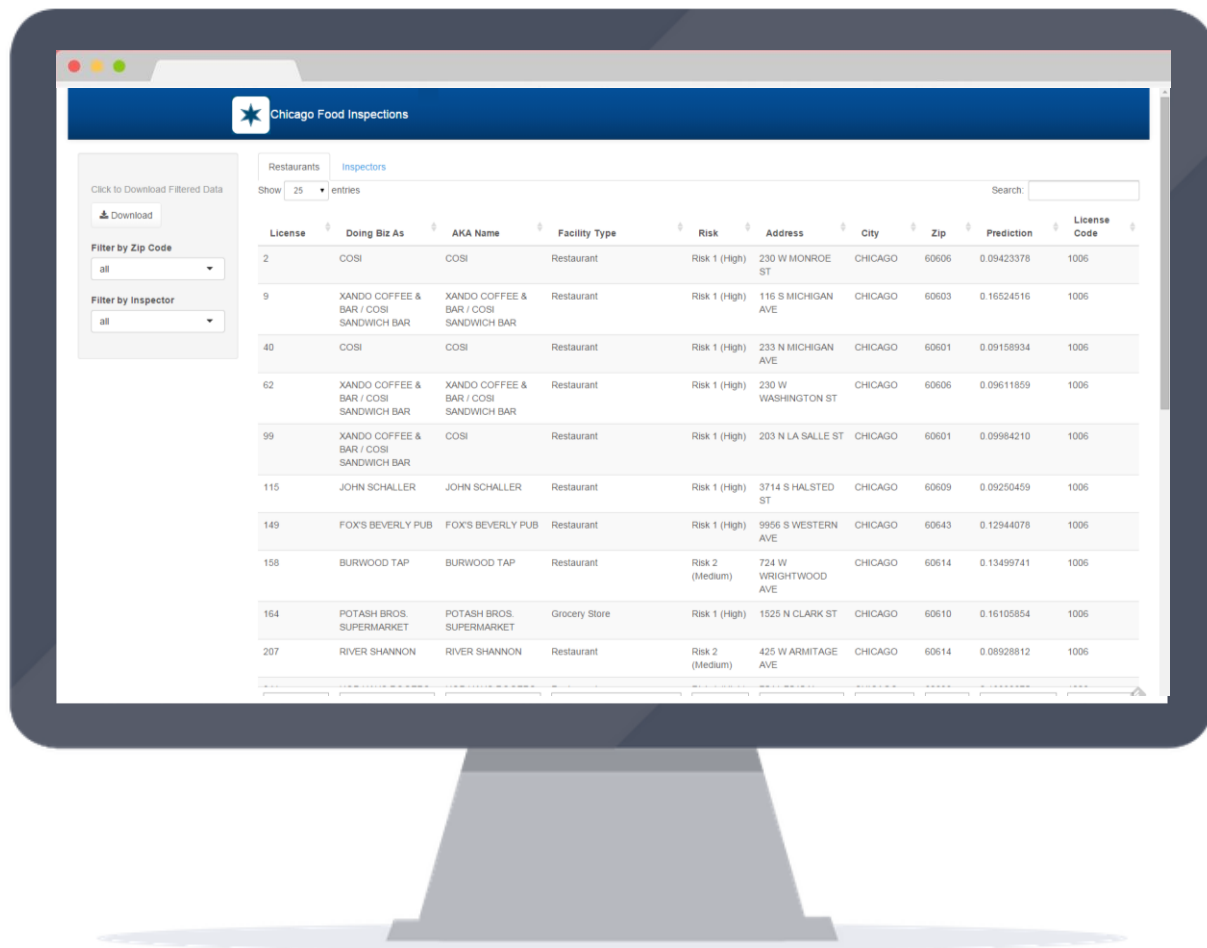 Chicago Food Inspections
Click to Download Filtered Data
Download
Filter by Zip Code
all
Filter by Inspector
all
Restaurants Inspectors
Show 25 entries Search:
License Doing Biz As AKA Name Facility Type Risk Address City Zip Prediction License Code
2 COSI COSI Restaurant Risk 1 (High) 230 W MONROE ST CHICAGO 60606 0.09423378 1006
9 XANDO COFFEE & BAR / COSI SANDWICH BAR XANDO COFFEE & BAR / COSI SANDWICH BAR Restaurant Risk 1 (High) 116 S MICHIGAN AVE CHICAGO 60603 0.16524516 1006
40 COSI COSI Restaurant Risk 1 (High) 233 N MICHIGAN AVE CHICAGO 60601 0.09158934 1006
62 XANDO COFFEE & BAR / COSI SANDWICH BAR XANDO COFFEE & BAR / COSI SANDWICH BAR Restaurant Risk 1 (High) 230 W WASHINGTON ST CHICAGO 60606 0.09611859 1006
99 XANDO COFFEE & BAR / COSI SANDWICH BAR COSI Restaurant Risk 1 (High) 203 N LA SALLE ST CHICAGO 60601 0.09984210 1006
115 JOHN SCHALLER JOHN SCHALLER Restaurant Risk 1 (High) 3714 S HALSTED ST CHICAGO 60609 0.09250459 1006
149 FOX'S BEVERLY PUB FOX'S BEVERLY PUB Restaurant Risk 1 (High) 9956 S WESTERN AVE CHICAGO 60643 0.12944078 1006
158 BURWOOD TAP BURWOOD TAP Restaurant Risk 2 (Medium) 724 W WRIGHTWOOD AVE CHICAGO 60614 0.13499741 1006
164 POTASH BROS. SUPERMARKET POTASH BROS. SUPERMARKET Grocery Store Risk 1 (High) 1525 N CLARK ST CHICAGO 60610 0.16105854 1006
207 RIVER SHANNON RIVER SHANNON Restaurant Risk 2 (Medium) 425 W ARMITAGE AVE CHICAGO 60614 0.08928812 1006